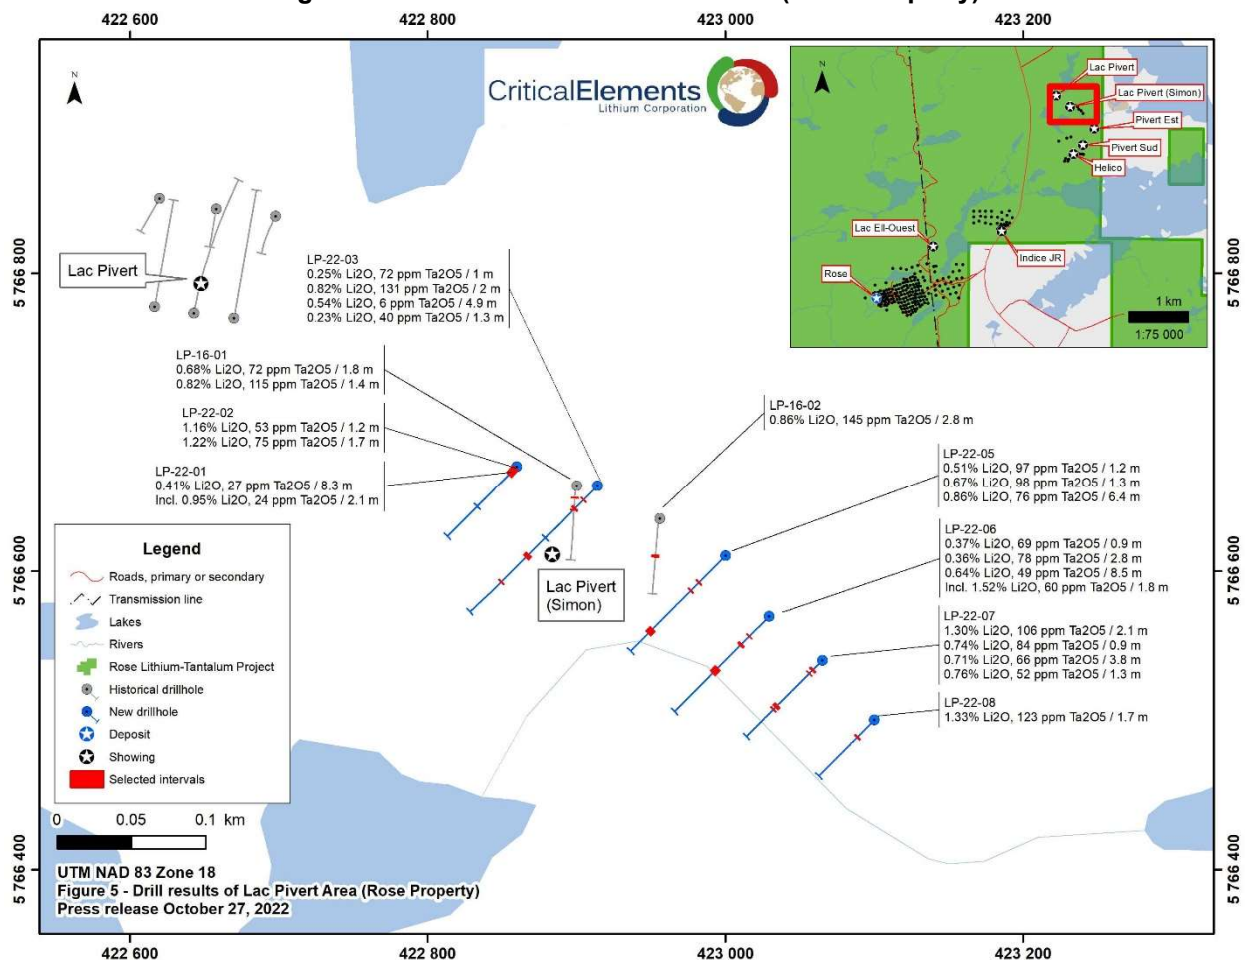 422 600
422 800
423 000
423 200
5 766 800
5 766 600
5 766 400
5 766 800
5 766 600
5 766 400
N
CriticalElements
Lithium Corporation
N
Lac Pivert
Lac Pivert (Simon)
Pivert Est
Pivert Sud
Helico
Lac Ell-Ouest
Indice JR
Rose
1 km
1:75 000
Lac Pivert
LP-22-03
0.25% Li2O, 72 ppm Ta2O5 / 1 m
0.82% Li2O, 131 ppm Ta2O5 / 2 m
0.54% Li2O, 6 ppm Ta2O5 / 4.9 m
0.23% Li2O, 40 ppm Ta2O5 / 1.3 m
LP-16-01
0.68% Li2O, 72 ppm Ta2O5 / 1.8 m
0.82% Li2O, 115 ppm Ta2O5 / 1.4 m
LP-22-02
1.16% Li2O, 53 ppm Ta2O5 / 1.2 m
1.22% Li2O, 75 ppm Ta2O5 / 1.7 m
LP-22-01
0.41% Li2O, 27 ppm Ta2O5 / 8.3 m
Incl. 0.95% Li2O, 24 ppm Ta2O5 / 2.1 m
LP-16-02
0.86% Li2O, 145 ppm Ta2O5 / 2.8 m
LP-22-05
0.51% Li2O, 97 ppm Ta2O5 / 1.2 m
0.67% Li2O, 98 ppm Ta2O5 / 1.3 m
0.86% Li2O, 76 ppm Ta2O5 / 6.4 m
LP-22-06
0.37% Li2O, 69 ppm Ta2O5 / 0.9 m
0.36% Li2O, 78 ppm Ta2O5 / 2.8 m
0.64% Li2O, 49 ppm Ta2O5 / 8.5 m
Incl. 1.52% Li2O, 60 ppm Ta2O5 / 1.8 m
LP-22-07
1.30% Li2O, 106 ppm Ta2O5 / 2.1 m
0.74% Li2O, 84 ppm Ta2O5 / 0.9 m
0.71% Li2O, 66 ppm Ta2O5 / 3.8 m
0.76% Li2O, 52 ppm Ta2O5 / 1.3 m
LP-22-08
1.33% Li2O, 123 ppm Ta2O5 / 1.7 m
Lac Pivert
(Simon)
Legend
Roads, primary or secondary
Transmission line
Lakes
Rivers
Rose Lithium-Tantalum Project
Historical drillhole
New drillhole
Deposit
Showing
Selected intervals
0 0.05 0.1 km
UTM NAD 83 Zone 18
Figure 5 - Drill results of Lac Pivert Area (Rose Property)
Press release October 27, 2022
422 600
422 800
423 000
423 200